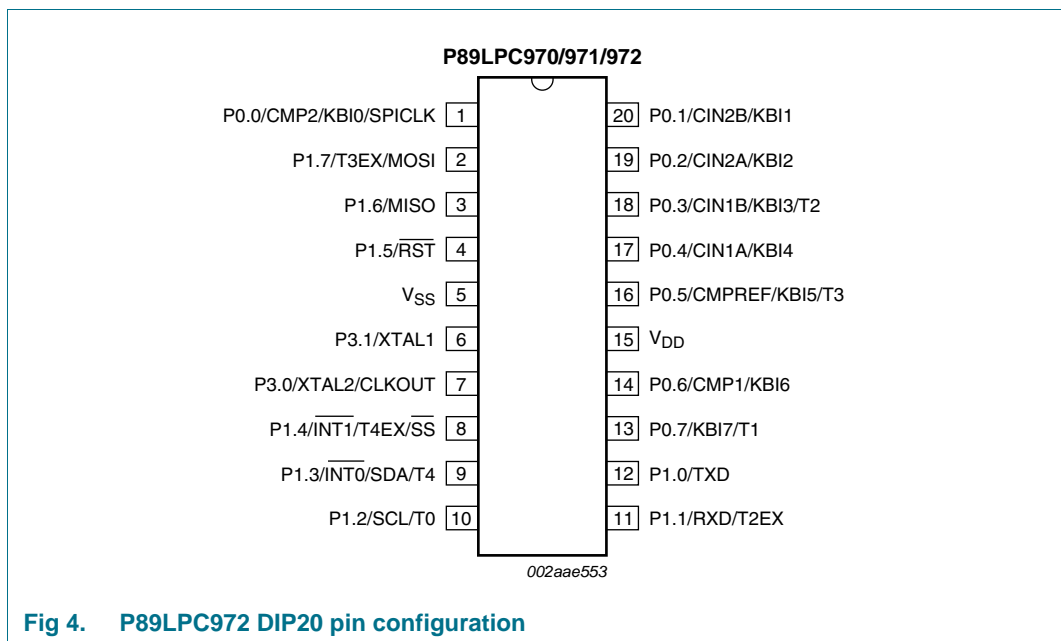 P89LPC970/971/972
P0.0/CMP2/KBI0/SPICLK 1 20 P0.1/CIN2B/KBI1
P1.7/T3EX/MOSI 2 19 P0.2/CIN2A/KBI2
P1.6/MISO 3 18 P0.3/CIN1B/KBI3/T2
P1.5/R̅S̅T̅ 4 17 P0.4/CIN1A/KBI4
VSS 5 16 P0.5/CMPREF/KBI5/T3
P3.1/XTAL1 6 15 VDD
P3.0/XTAL2/CLKOUT 7 14 P0.6/CMP1/KBI6
P1.4/I̅N̅T̅1̅/T4EX/S̅S̅ 8 13 P0.7/KBI7/T1
P1.3/I̅N̅T̅0̅/SDA/T4 9 12 P1.0/TXD
P1.2/SCL/T0 10 11 P1.1/RXD/T2EX
002aae553
Fig 4. P89LPC972 DIP20 pin configuration